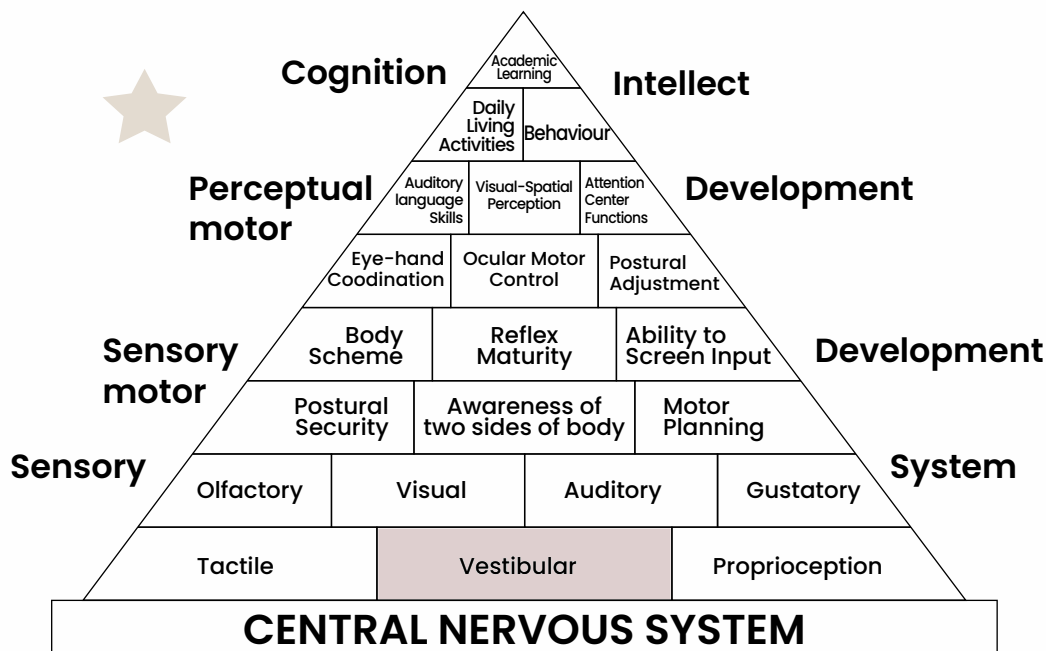 Cognition
Academic
Learning
Intellect
Daily
Living
Activities
Behaviour
Perceptual
motor
Auditory
language
Skills
Visual-Spatial
Perception
Attention
Center
Functions
Development
Eye-hand
Coodination
Ocular Motor
Control
Postural
Adjustment
Sensory
motor
Body
Scheme
Reflex
Maturity
Ability to
Screen Input
Development
Postural
Security
Awareness of
two sides of body
Motor
Planning
Sensory
System
Olfactory
Visual
Auditory
Gustatory
Tactile
Vestibular
Proprioception
CENTRAL NERVOUS SYSTEM